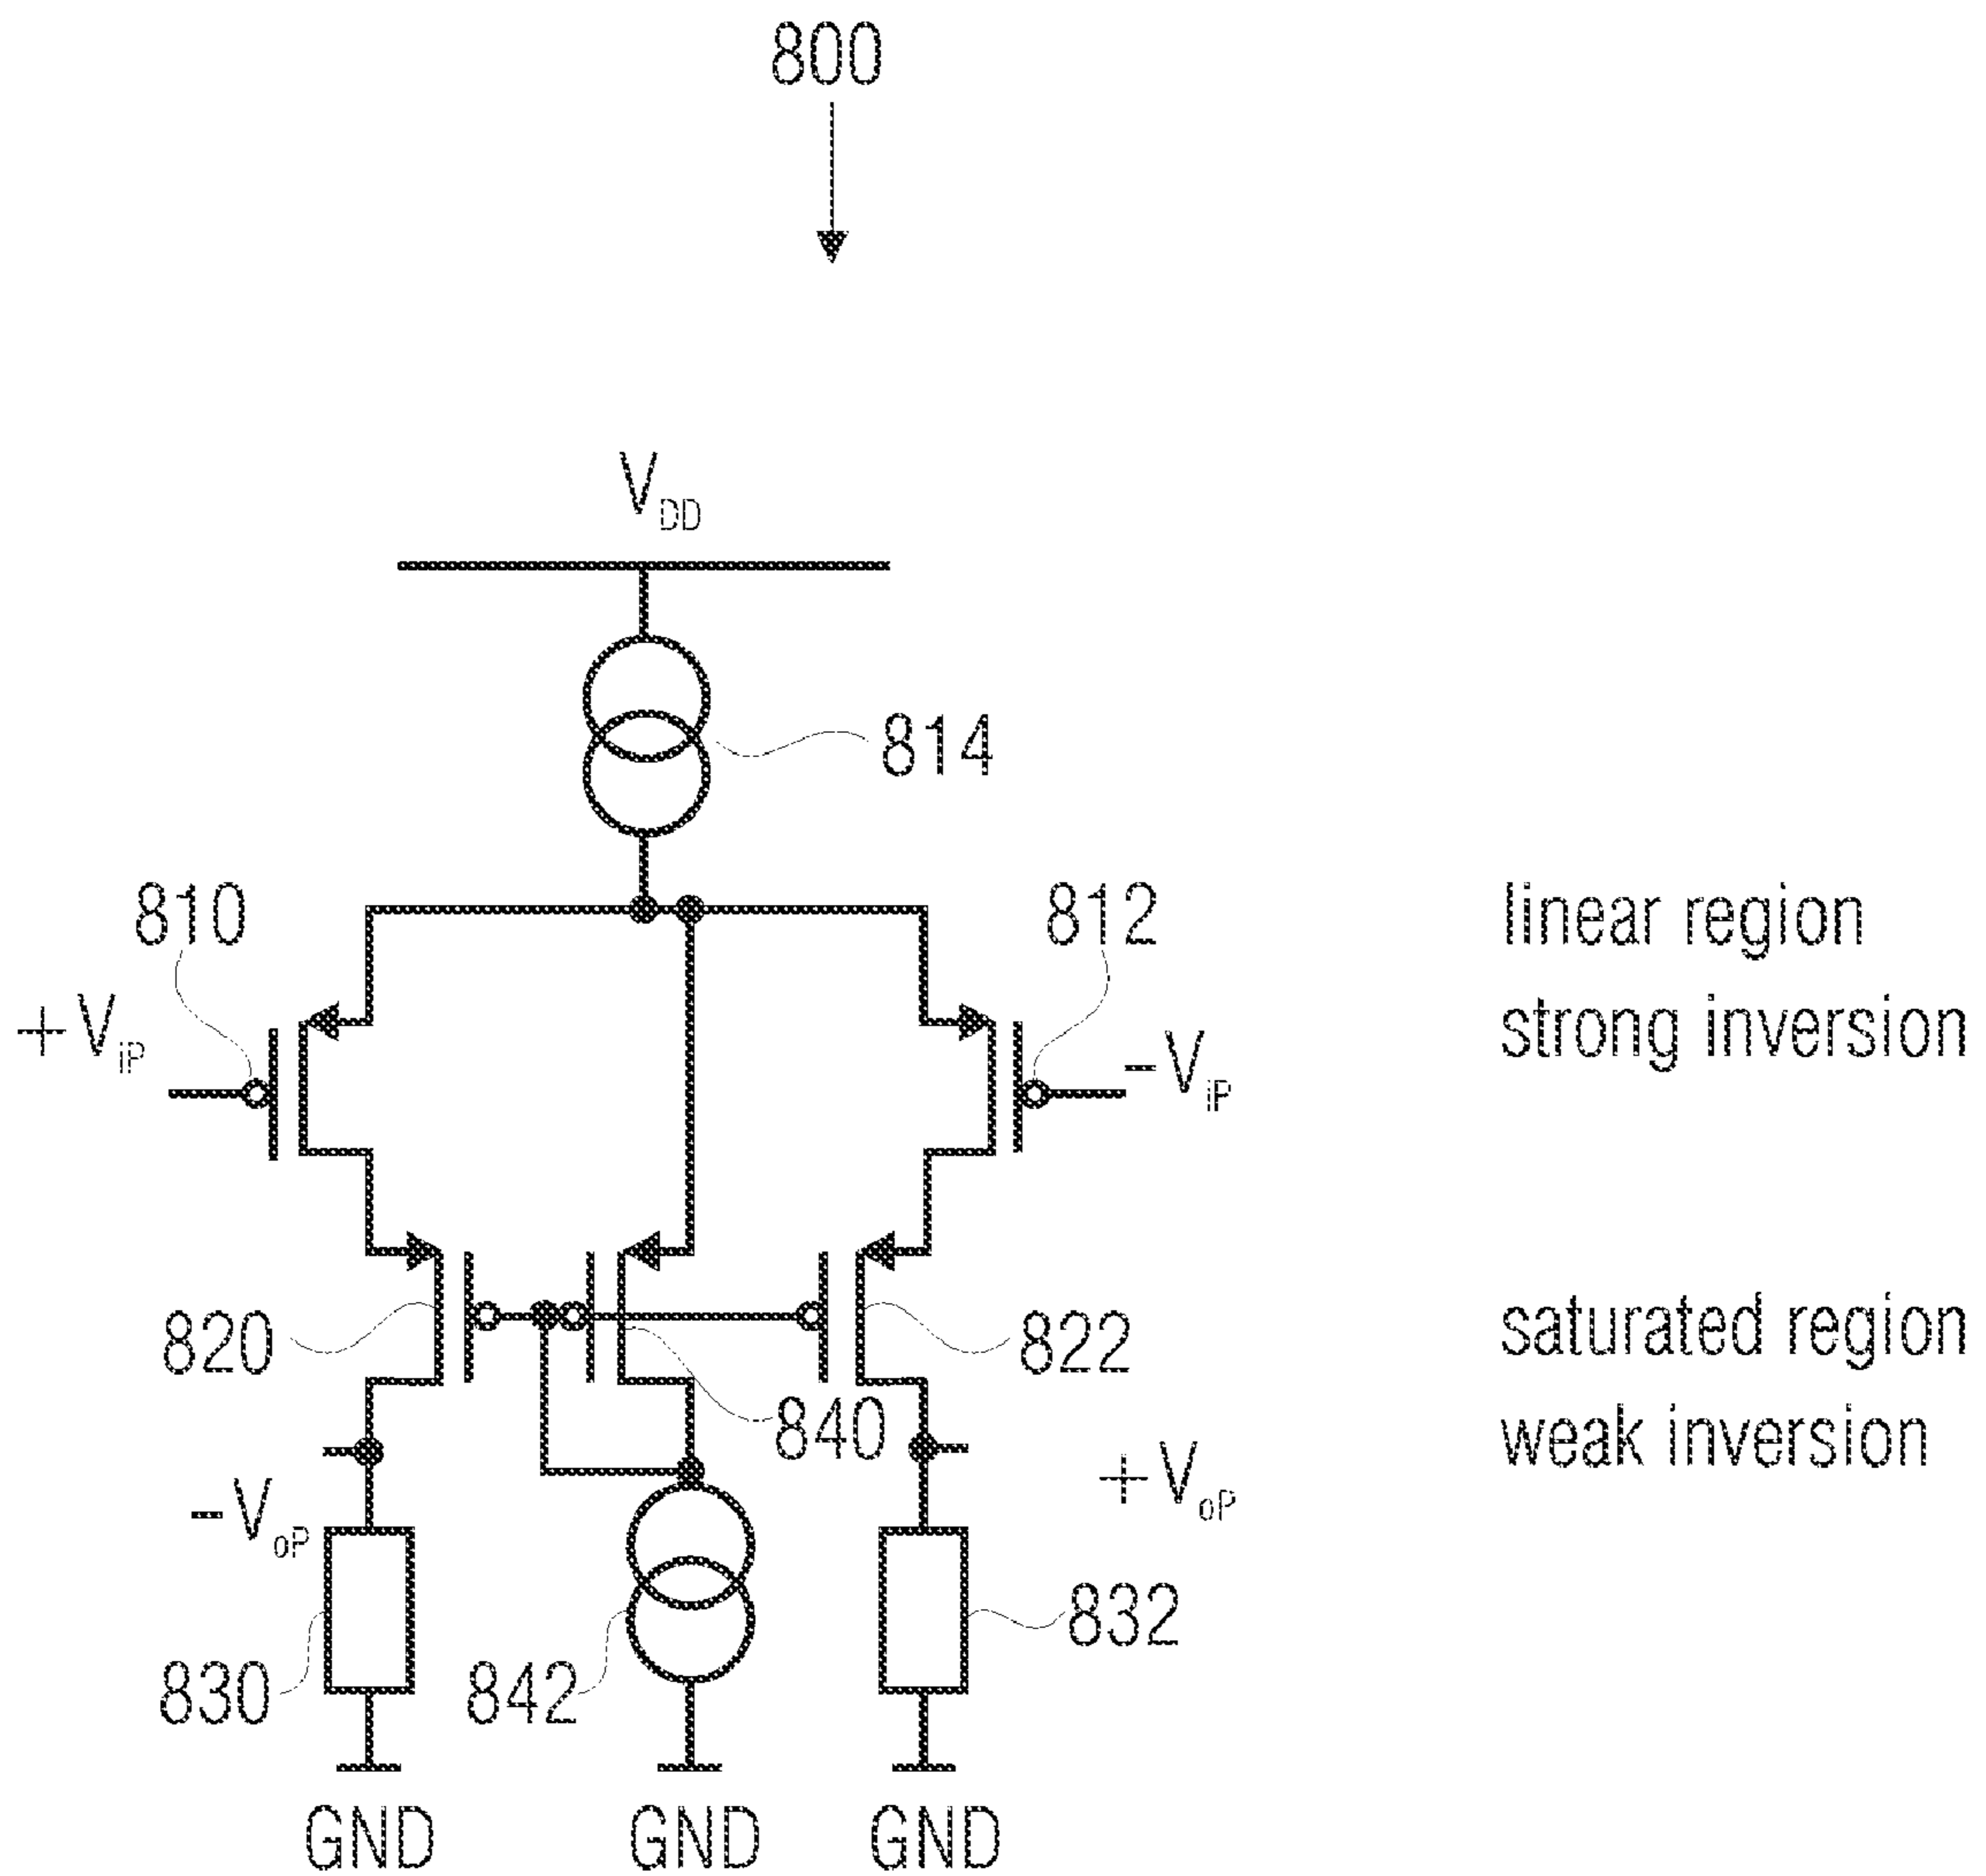 800
V_DD
814
810
812
linear region
strong inversion
+V_iP
-V_iP
820
840
822
saturated region
weak inversion
-V_oP
+V_oP
830
842
832
GND
GND
GND